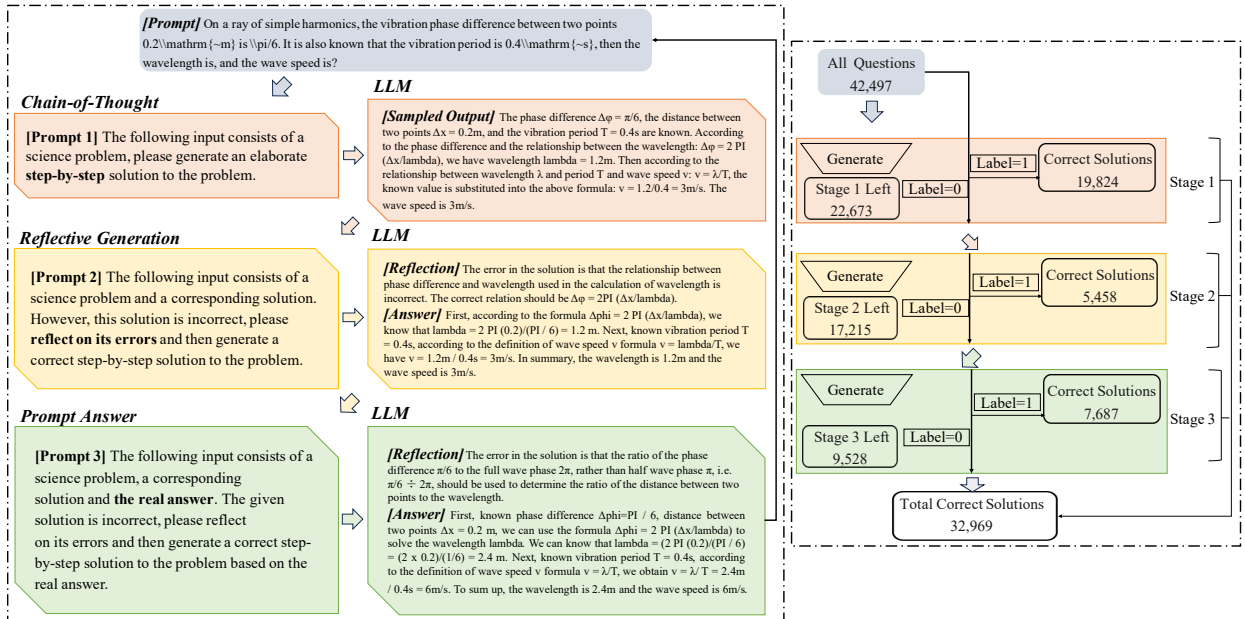 [Prompt] On a ray of simple harmonics, the vibration phase difference between two points
0.2\\mathrm{~m} is \\pi/6. It is also known that the vibration period is 0.4\\mathrm{~s}, then the
wavelength is, and the wave speed is?
Chain-of-Thought
[Prompt 1] The following input consists of a
science problem, please generate an elaborate
step-by-step solution to the problem.
LLM
[Sampled Output] The phase difference Δφ = π/6, the distance between
two points Δx = 0.2m, and the vibration period T = 0.4s are known. According
to the phase difference and the relationship between the wavelength: Δφ = 2 PI
(Δx/lambda), we have wavelength lambda = 1.2m. Then according to the
relationship between wavelength λ and period T and wave speed v: v = λ/T, the
known value is substituted into the above formula: v = 1.2/0.4 = 3m/s. The
wave speed is 3m/s.
Reflective Generation
[Prompt 2] The following input consists of a
science problem and a corresponding solution.
However, this solution is incorrect, please
reflect on its errors and then generate a
correct step-by-step solution to the problem.
LLM
[Reflection] The error in the solution is that the relationship between
phase difference and wavelength used in the calculation of wavelength is
incorrect. The correct relation should be Δφ = 2PI (Δx/lambda).
[Answer] First, according to the formula Δphi = 2 PI (Δx/lambda), we
know that lambda = 2 PI (0.2)/(PI / 6) = 1.2 m. Next, known vibration period T
= 0.4s, according to the definition of wave speed v formula v = lambda/T, we
have v = 1.2m / 0.4s = 3m/s. In summary, the wavelength is 1.2m and the
wave speed is 3m/s.
Prompt Answer
[Prompt 3] The following input consists of a
science problem, a corresponding
solution and the real answer. The given
solution is incorrect, please reflect
on its errors and then generate a correct step-
by-step solution to the problem based on the
real answer.
LLM
[Reflection] The error in the solution is that the ratio of the phase
difference π/6 to the full wave phase 2π, rather than half wave phase π, i.e.
π/6 ÷ 2π, should be used to determine the ratio of the distance between two
points to the wavelength.
[Answer] First, known phase difference Δphi=PI / 6, distance between
two points Δx = 0.2 m, we can use the formula Δphi = 2 PI (Δx/lambda) to
solve the wavelength lambda. We can know that lambda = (2 PI (0.2)/(PI / 6)
= (2 x 0.2)/(1/6) = 2.4 m. Next, known vibration period T = 0.4s, according
to the definition of wave speed v formula v = λ/T, we obtain v = λ/ T = 2.4m
/ 0.4s = 6m/s. To sum up, the wavelength is 2.4m and the wave speed is 6m/s.
All Questions
42,497
Generate
Label=1
Correct Solutions
19,824
Stage 1 Left
22,673
Label=0
Stage 1
Generate
Label=1
Correct Solutions
5,458
Stage 2 Left
17,215
Label=0
Stage 2
Generate
Label=1
Correct Solutions
7,687
Stage 3 Left
9,528
Label=0
Stage 3
Total Correct Solutions
32,969